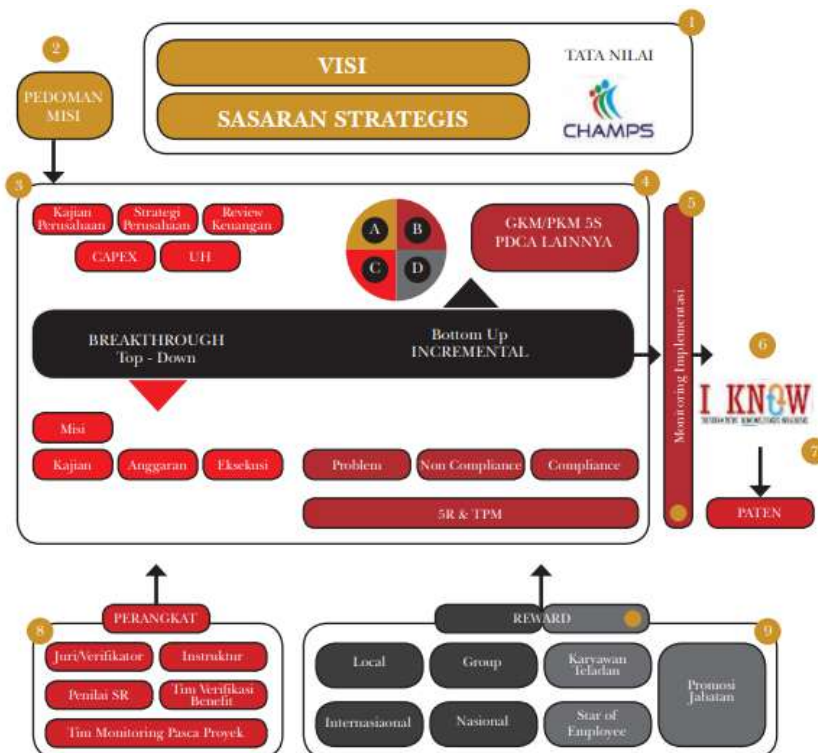 1
2
VISI
TATA NILAI
PEDOMAN
MISI
SASARAN STRATEGIS
CHAMPS
3
4
5
Kajian
Perusahaan
Strategi
Perusahaan
Review
Keuangan
CAPEX
UH
A
B
C
D
GKM/PKM 5S
PDCA LAINNYA
BREAKTHROUGH
Top - Down
Bottom Up
INCREMENTAL
Monitoring Implementasi
6
I KNOW
7
Misi
Kajian
Anggaran
Eksekusi
Problem
Non Compliance
Compliance
5R & TPM
PATEN
PERANGKAT
REWARD
8
9
Juri/Verifikator
Instruktur
Penilai SR
Tim Verifikasi
Benefit
Tim Monitoring Pasca Proyek
Local
Group
Karyawan
Teladan
Promosi
Jabatan
Internasiaonal
Nasional
Star of
Employee